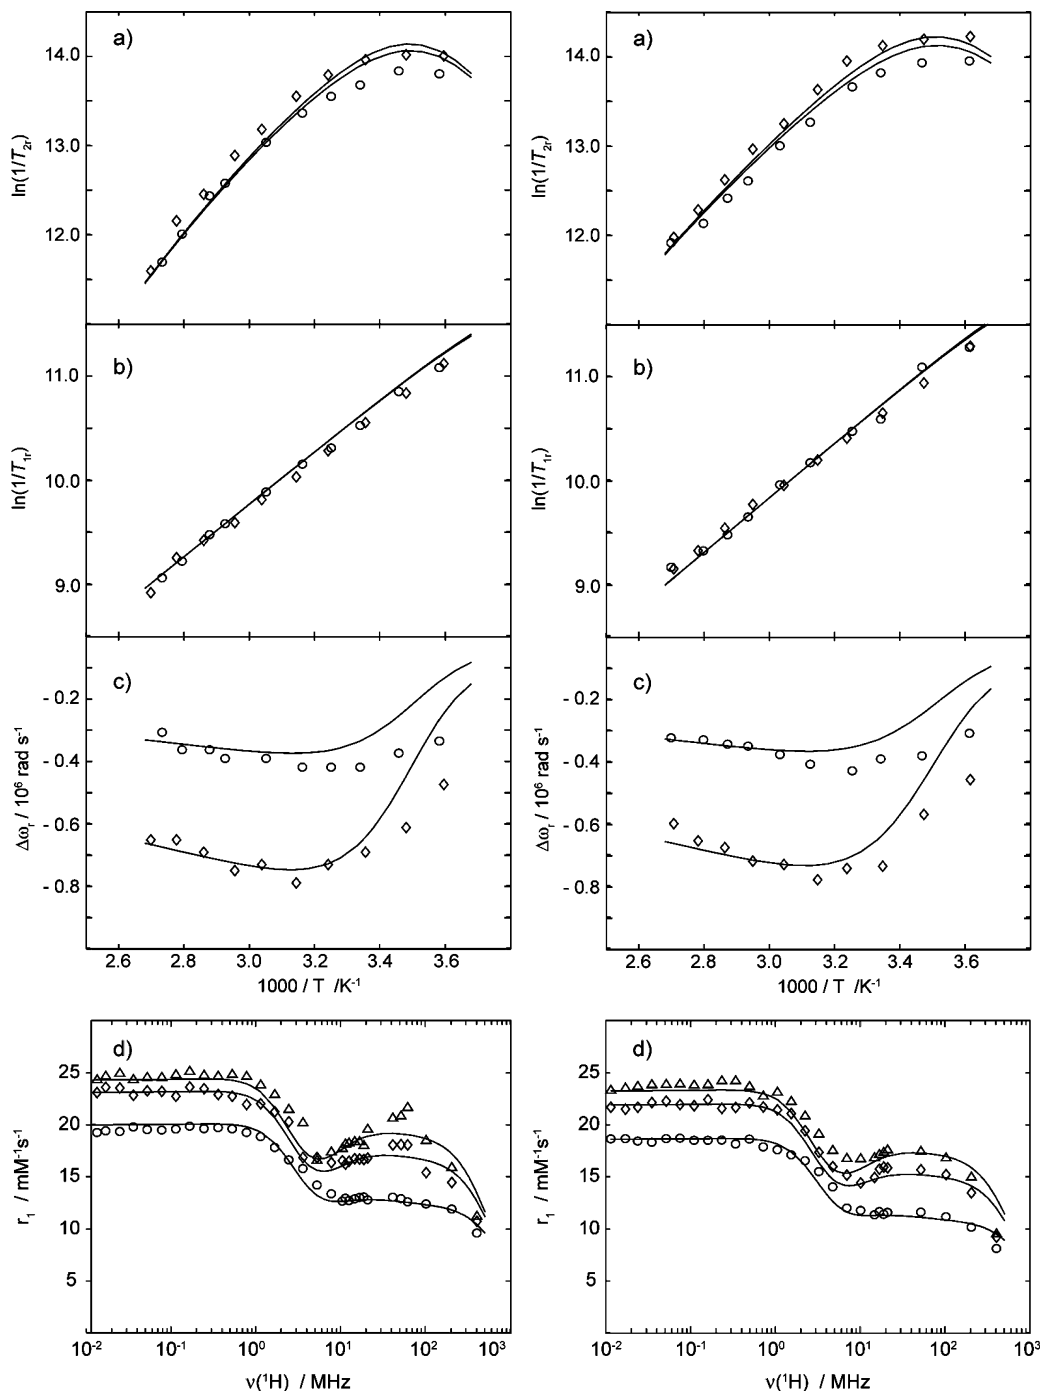 a)
14.0
13.0
12.0
ln(1/T2r)
b)
11.0
10.0
9.0
ln(1/T1r)
c)
- 0.2
- 0.4
- 0.6
- 0.8
Δωr / 10⁶ rad s⁻¹
2.6 2.8 3.0 3.2 3.4 3.6
1000 / T /K⁻¹
d)
25
20
15
10
5
r₁ / mM⁻¹s⁻¹
10⁻² 10⁻¹ 10⁰ 10¹ 10² 10³
ν(¹H) / MHz
a)
14.0
13.0
12.0
ln(1/T2r)
b)
11.0
10.0
9.0
ln(1/T1r)
c)
- 0.2
- 0.4
- 0.6
- 0.8
Δωr / 10⁶ rad s⁻¹
2.6 2.8 3.0 3.2 3.4 3.6
1000 / T /K⁻¹
d)
25
20
15
10
5
r₁ / mM⁻¹s⁻¹
10⁻² 10⁻¹ 10⁰ 10¹ 10² 10³
ν(¹H) / MHz